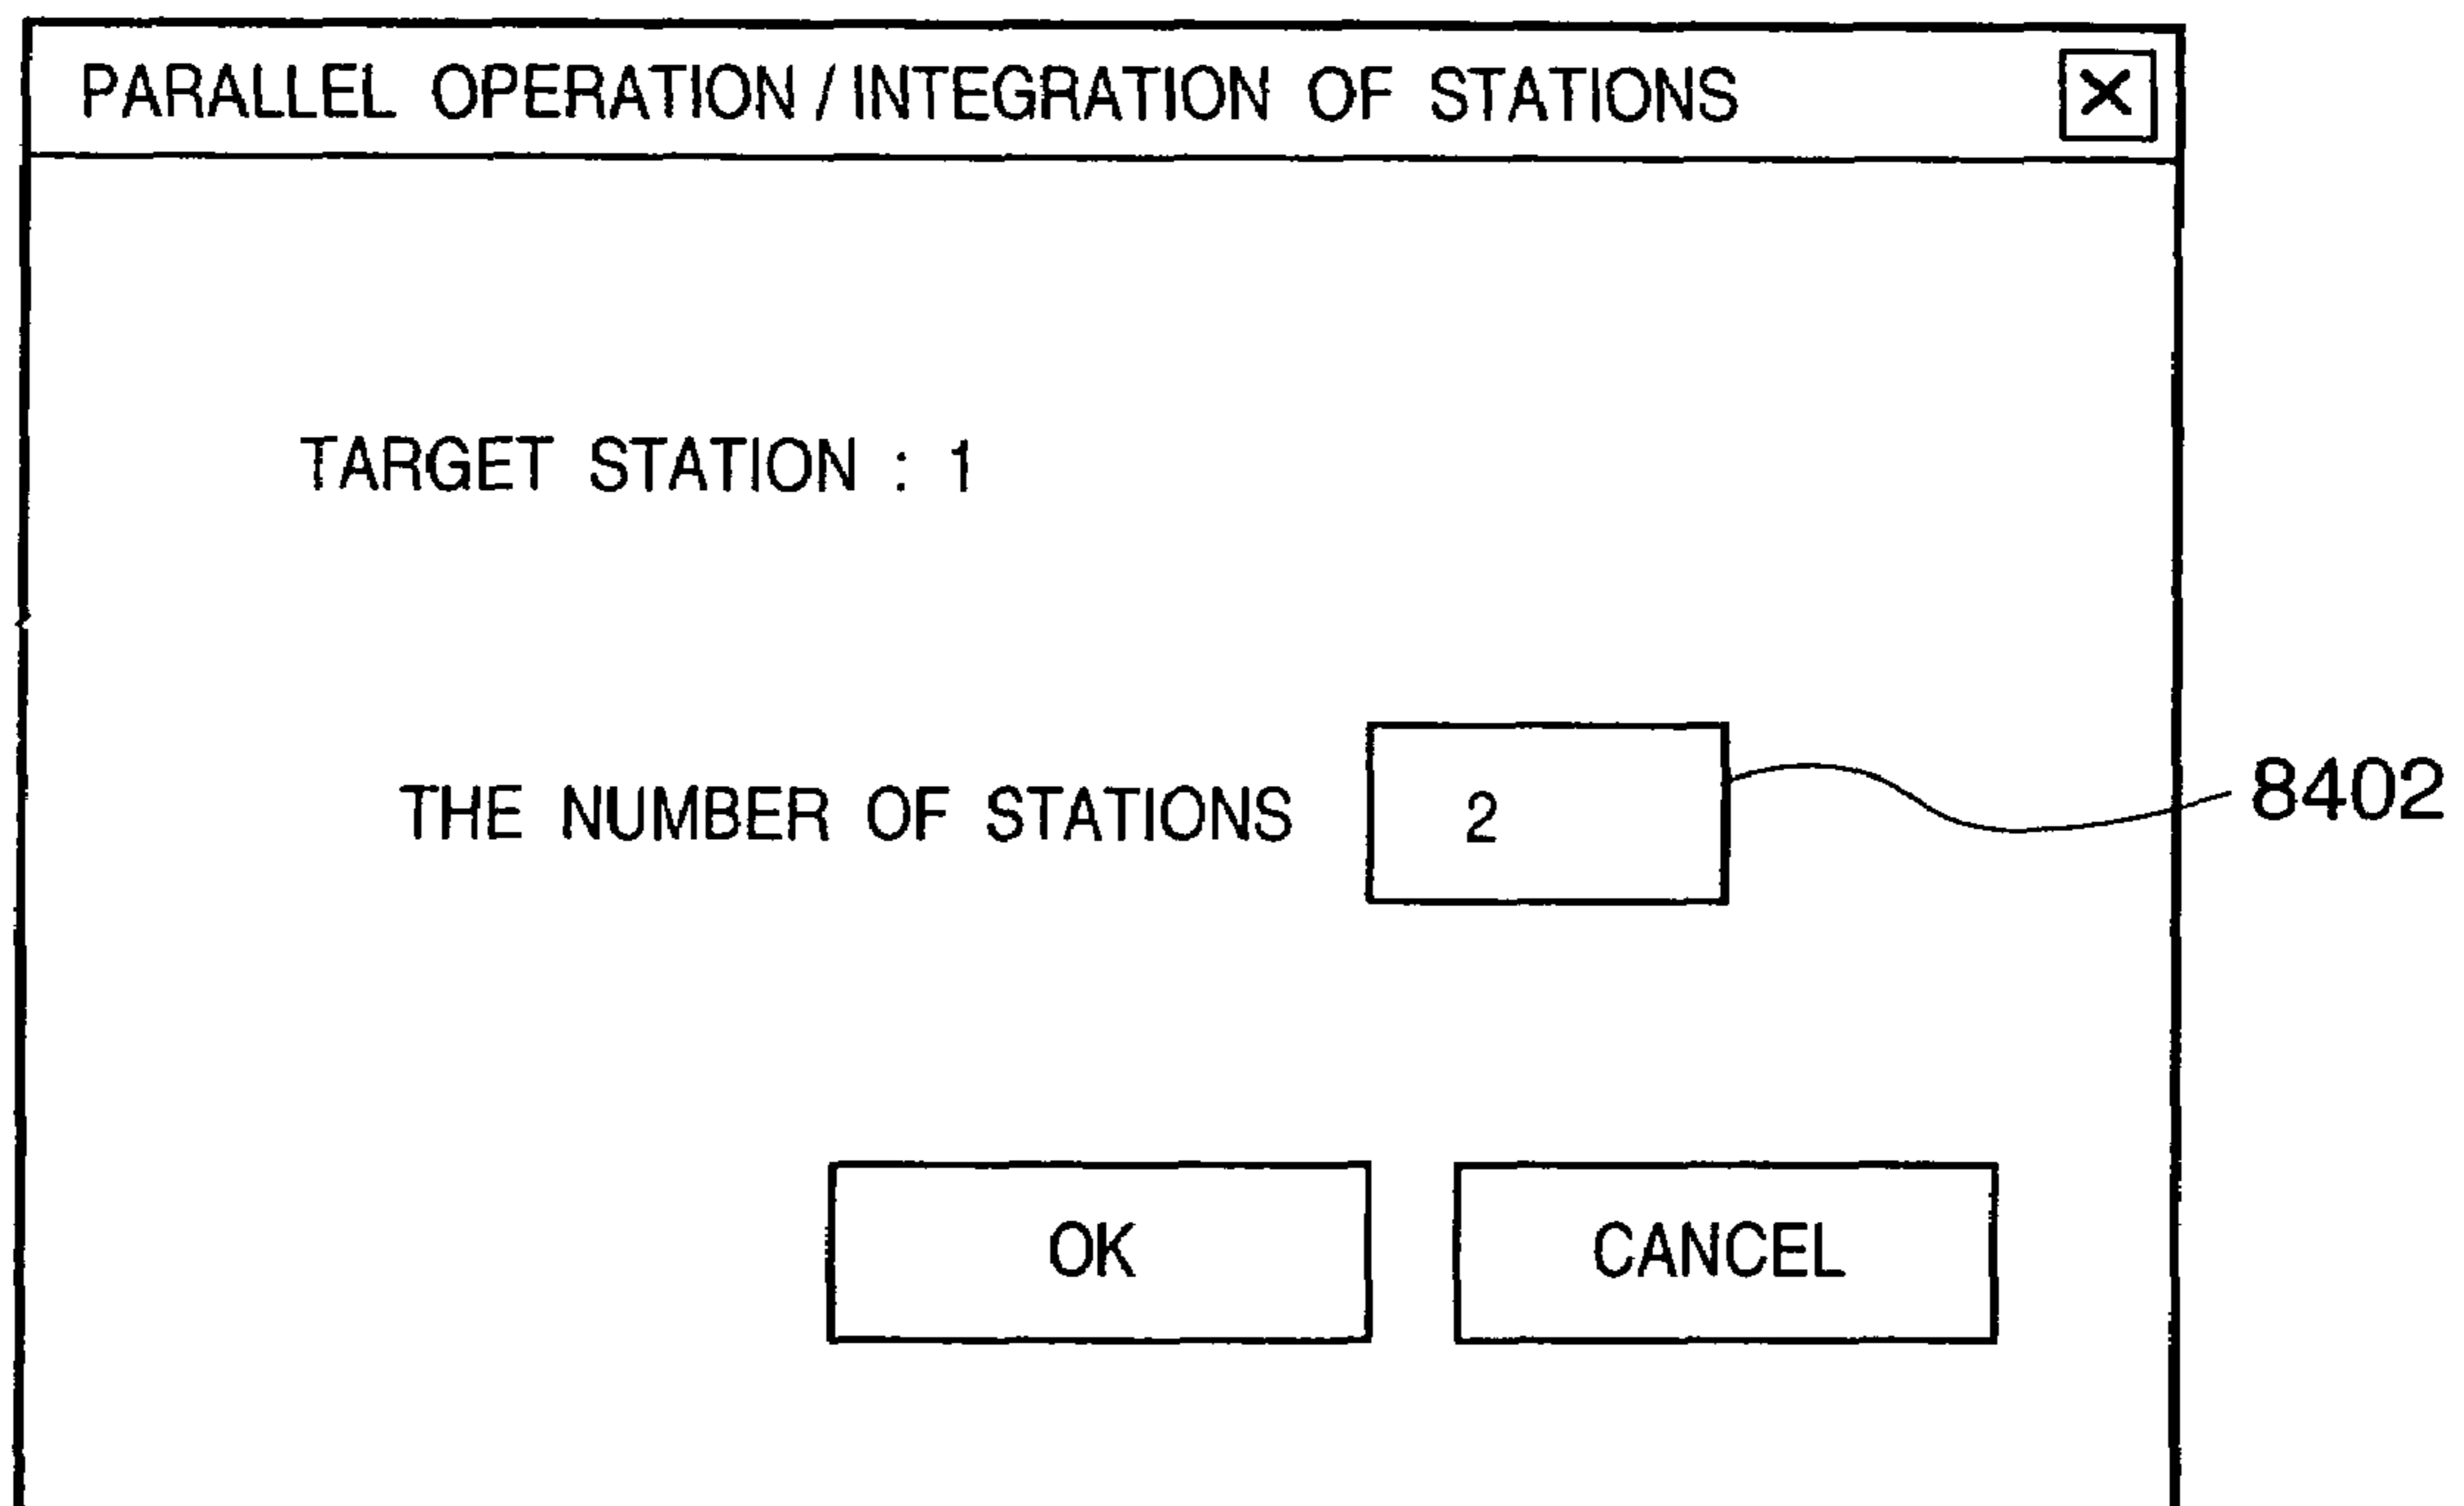 PARALLEL OPERATION/INTEGRATION OF STATIONS X
TARGET STATION : 1
THE NUMBER OF STATIONS 2 8402
OK CANCEL